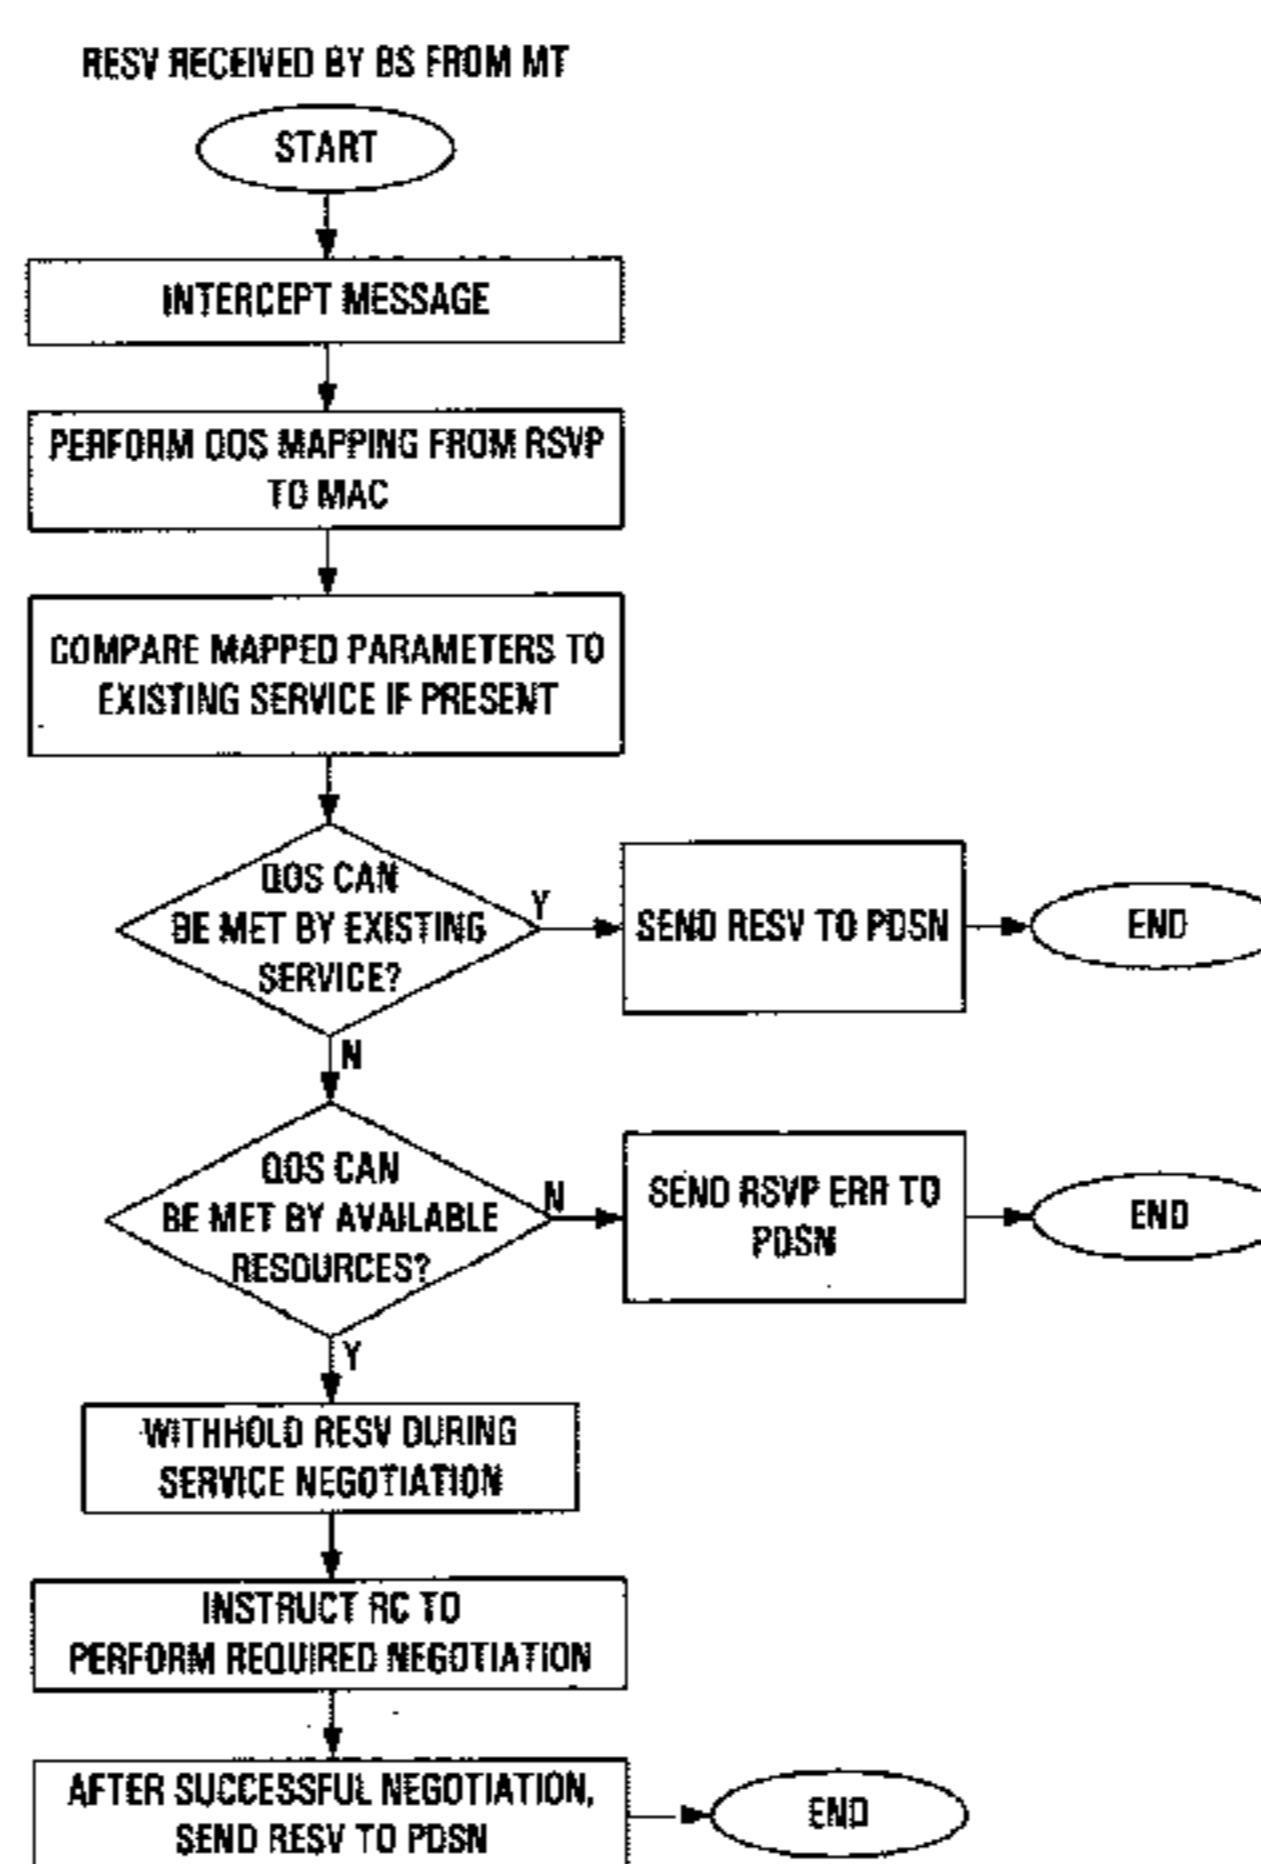 RESV RECEIVED BY BS FROM MT
START
INTERCEPT MESSAGE
PERFORM QOS MAPPING FROM RSVP
TO MAC
COMPARE MAPPED PARAMETERS TO
EXISTING SERVICE IF PRESENT
QOS CAN
BE MET BY EXISTING
SERVICE?
Y
SEND RESV TO PDSN
END
N
QOS CAN
BE MET BY AVAILABLE
RESOURCES?
N
SEND RSVP ERR TO
PDSN
END
Y
WITHHOLD RESV DURING
SERVICE NEGOTIATION
INSTRUCT RC TO
PERFORM REQUIRED NEGOTIATION
AFTER SUCCESSFUL NEGOTIATION,
SEND RESV TO PDSN
END